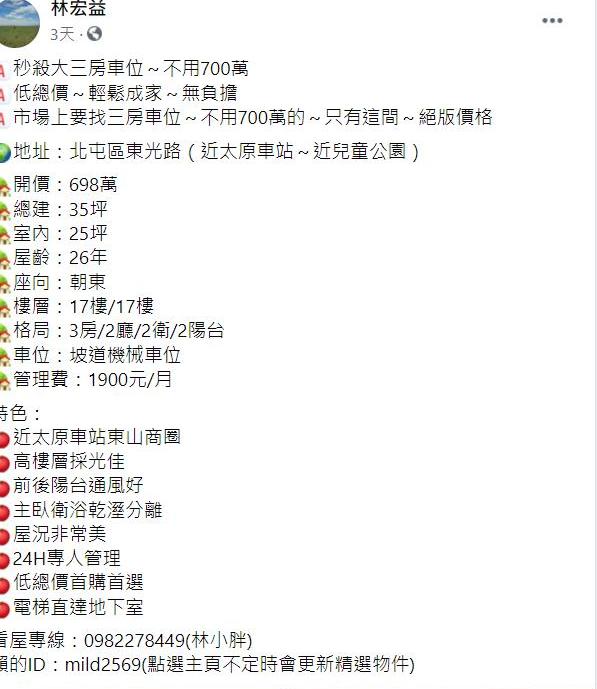 林宏益
3天
秒殺大三房車位～不用700萬
低總價～輕鬆成家～無負擔
市場上要找三房車位～不用700萬的～只有這間～絕版價格
地址：北屯區東光路（近太原車站～近兒童公園）
開價：698萬
總建：35坪
室內：25坪
屋齡：26年
座向：朝東
樓層：17樓/17樓
格局：3房/2廳/2衛/2陽台
車位：坡道機械車位
管理費：1900元/月
特色：
近太原車站東山商圈
高樓層採光佳
前後陽台通風好
主臥衛浴乾溼分離
屋況非常美
24H專人管理
低總價首購首選
電梯直達地下室
看屋專線：0982278449(林小胖)
賴的ID：mild2569(點選主頁不定時會更新精選物件)